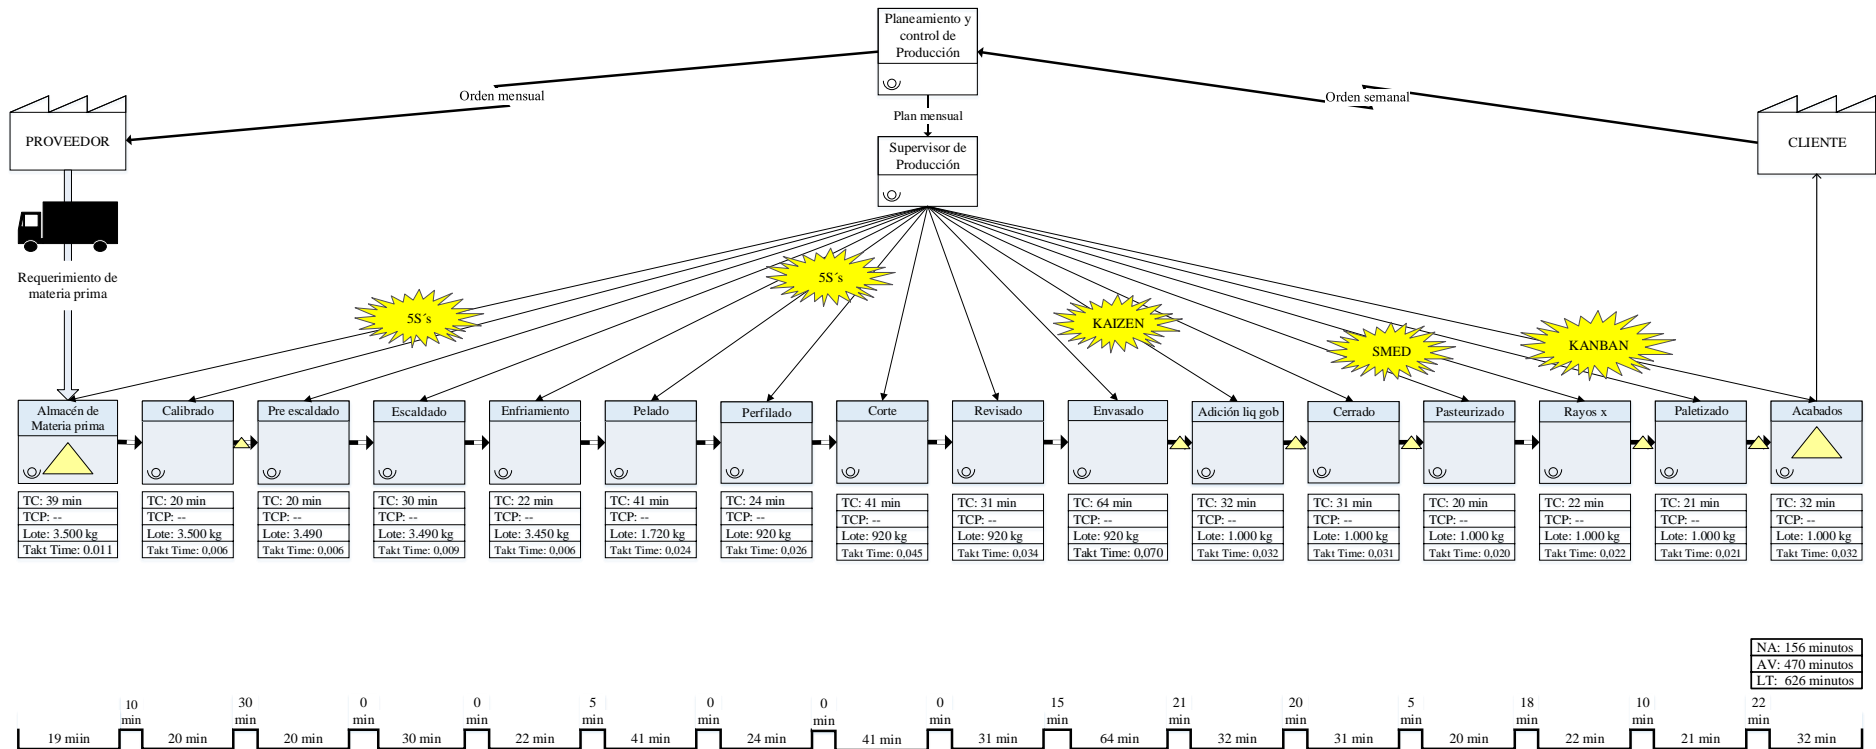 Planeamiento y
control de
Producción
Orden mensual
Orden semanal
Plan mensual
PROVEEDOR
Supervisor de
Producción
CLIENTE
Requerimiento de
materia prima
5S´s
5S´s
KAIZEN
SMED
KANBAN
Almacén de
Materia prima
TC: 39 min
TCP: --
Lote: 3.500 kg
Takt Time: 0.011
Calibrado
TC: 20 min
TCP: --
Lote: 3.500 kg
Takt Time: 0,006
Pre escaldado
TC: 20 min
TCP: --
Lote: 3.490
Takt Time: 0,006
Escaldado
TC: 30 min
TCP: --
Lote: 3.490 kg
Takt Time: 0,009
Enfriamiento
TC: 22 min
TCP: --
Lote: 3.450 kg
Takt Time: 0,006
Pelado
TC: 41 min
TCP: --
Lote: 1.720 kg
Takt Time: 0,024
Perfilado
TC: 24 min
TCP: --
Lote: 920 kg
Takt Time: 0,026
Corte
TC: 41 min
TCP: --
Lote: 920 kg
Takt Time: 0,045
Revisado
TC: 31 min
TCP: --
Lote: 920 kg
Takt Time: 0,034
Envasado
TC: 64 min
TCP: --
Lote: 920 kg
Takt Time: 0,070
Adición liq gob
TC: 32 min
TCP: --
Lote: 1.000 kg
Takt Time: 0,032
Cerrado
TC: 31 min
TCP: --
Lote: 1.000 kg
Takt Time: 0,031
Pasteurizado
TC: 20 min
TCP: --
Lote: 1.000 kg
Takt Time: 0,020
Rayos x
TC: 22 min
TCP: --
Lote: 1.000 kg
Takt Time: 0,022
Paletizado
TC: 21 min
TCP: --
Lote: 1.000 kg
Takt Time: 0,021
Acabados
TC: 32 min
TCP: --
Lote: 1.000 kg
Takt Time: 0,032
NA: 156 minutos
AV: 470 minutos
LT: 626 minutos
19 miin
10
min
20 min
30
min
20 min
0
min
30 min
0
min
22 min
5
min
41 min
0
min
24 min
0
min
41 min
0
min
31 min
15
min
64 min
21
min
32 min
20
min
31 min
5
min
20 min
18
min
22 min
10
min
21 min
22
min
32 min